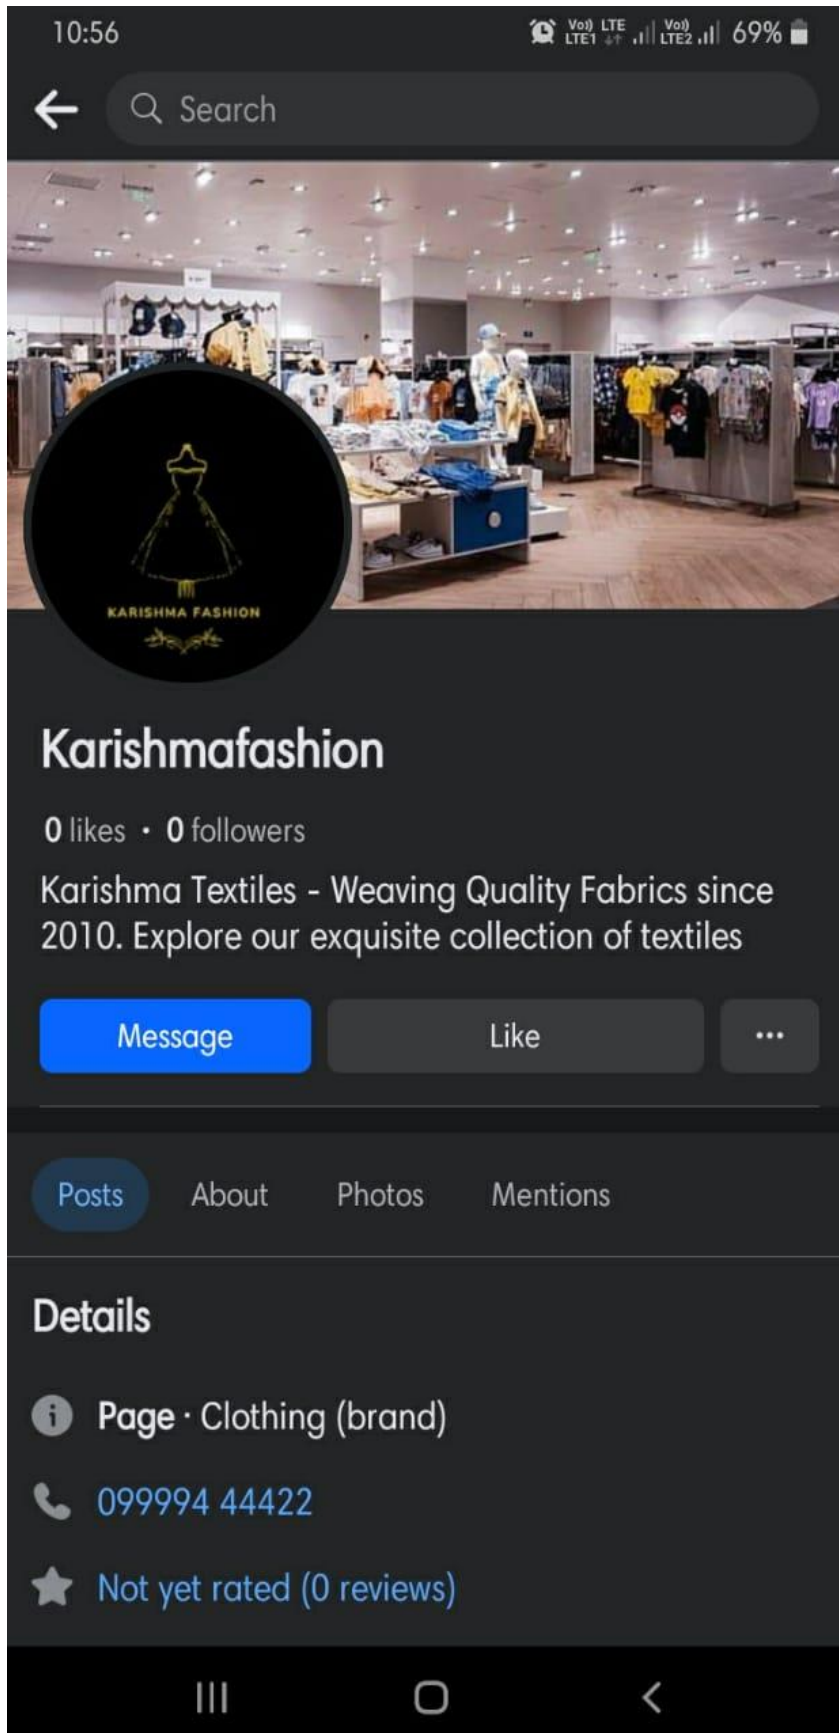 10:56
Vo) LTE Vo)
LTE1 LTE2 69%
Search
KARISHMA FASHION
Karishmafashion
0 likes • 0 followers
Karishma Textiles - Weaving Quality Fabrics since
2010. Explore our exquisite collection of textiles
Message Like ...
Posts About Photos Mentions
Details
Page · Clothing (brand)
099994 44422
Not yet rated (0 reviews)